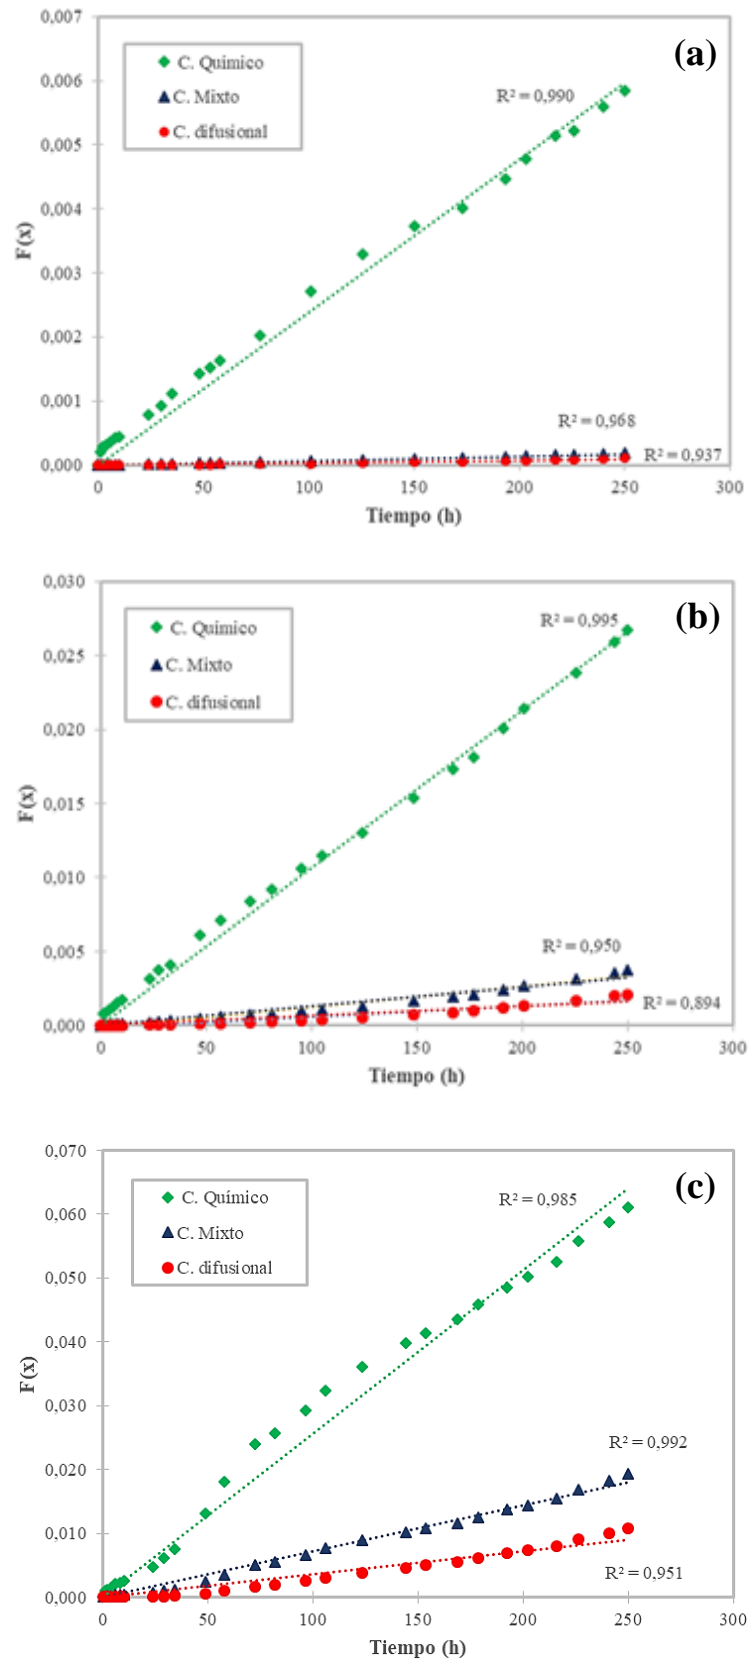 0,007
(a)
C. Quimico
0,006
R² = 0,990
C. Mixto
C. difusional
0,005
0,004
F(x)
0,003
0,002
0,001
R² = 0,968
R² = 0,937
0,000
0 50 100 150 200 250 300
Tiempo (h)
0,030
(b)
R² = 0,995
C. Químico
0,025
C. Mixto
C. difusional
0,020
F(x)
0,015
0,010
0,005
R² = 0,950
R² = 0,894
0,000
0 50 100 150 200 250 300
Tiempo (h)
0,070
(c)
C. Químico
R² = 0,985
0,060
C. Mixto
C. difusional
0,050
0,040
F(x)
0,030
R² = 0,992
0,020
0,010
R² = 0,951
0,000
0 50 100 150 200 250 300
Tiempo (h)